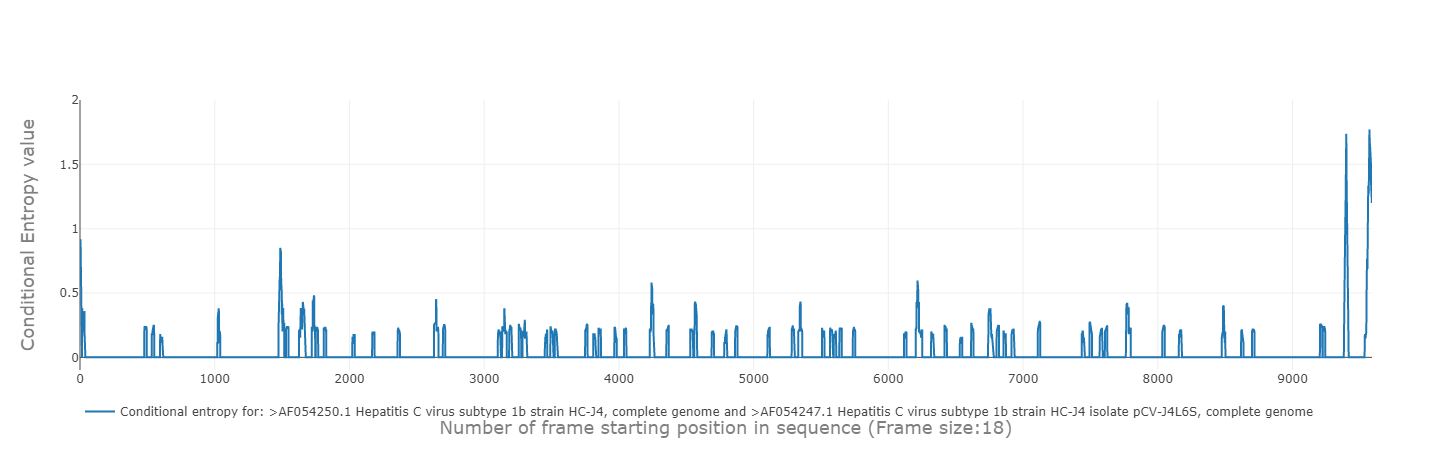 Conditional Entropy value
2
1.5
1
0.5
0
0 1000 2000 3000 4000 5000 6000 7000 8000 9000
Conditional entropy for: >AF054250.1 Hepatitis C virus subtype 1b strain HC-J4, complete genome and >AF054247.1 Hepatitis C virus subtype 1b strain HC-J4 isolate pCV-J4L6S, complete genome
Number of frame starting position in sequence (Frame size:18)